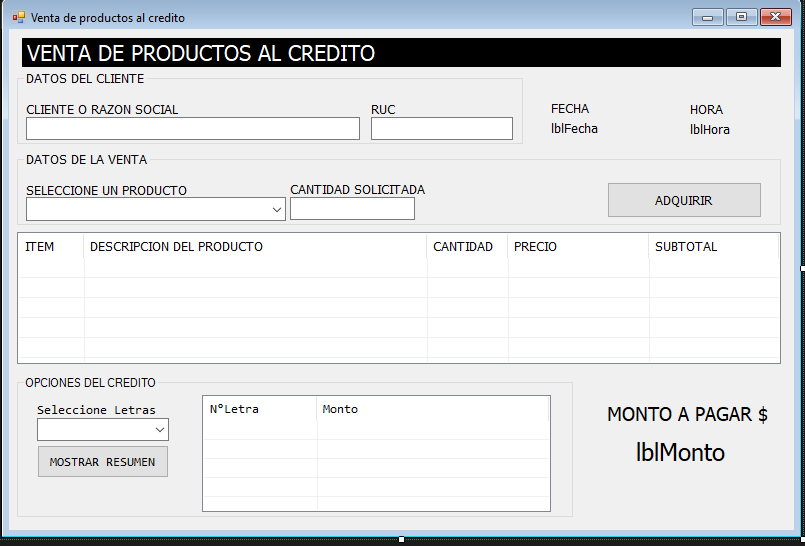 Venta de productos al credito
VENTA DE PRODUCTOS AL CREDITO
DATOS DEL CLIENTE
CLIENTE O RAZON SOCIAL RUC FECHA HORA
lblFecha lblHora
DATOS DE LA VENTA
SELECCIONE UN PRODUCTO CANTIDAD SOLICITADA
ADQUIRIR
ITEM DESCRIPCION DEL PRODUCTO CANTIDAD PRECIO SUBTOTAL
OPCIONES DEL CREDITO
Seleccione Letras N°Letra Monto
MONTO A PAGAR $
lblMonto
MOSTRAR RESUMEN